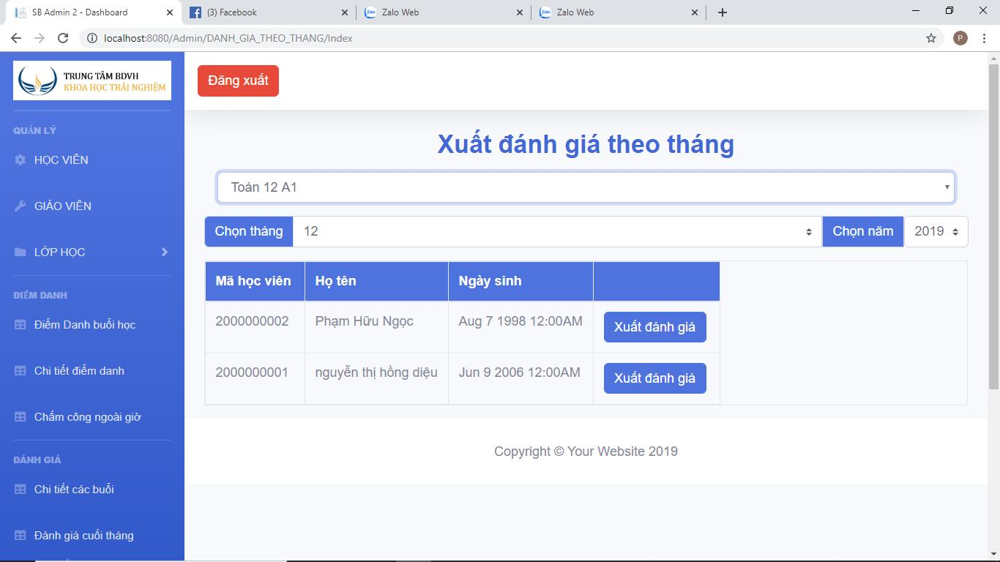 SB Admin 2 - Dashboard
(3) Facebook
Zalo Web
Zalo Web
localhost:8080/Admin/DANH_GIA_THEO_THANG/Index
P
TRUNG TÂM BDVH
KHOA HỌC TRẢI NGHIỆM
QUẢN LÝ
HỌC VIÊN
GIÁO VIÊN
LỚP HỌC
ĐIỂM DANH
Điểm Danh buổi học
Chi tiết điểm danh
Chấm công ngoài giờ
ĐÁNH GIÁ
Chi tiết các buổi
Đánh giá cuối tháng
Đăng xuất
Xuất đánh giá theo tháng
Toán 12 A1
Chọn tháng 12 Chọn năm 2019
Mã học viên Họ tên Ngày sinh
2000000002 Phạm Hữu Ngọc Aug 7 1998 12:00AM Xuất đánh giá
2000000001 nguyễn thị hồng diệu Jun 9 2006 12:00AM Xuất đánh giá
Copyright © Your Website 2019